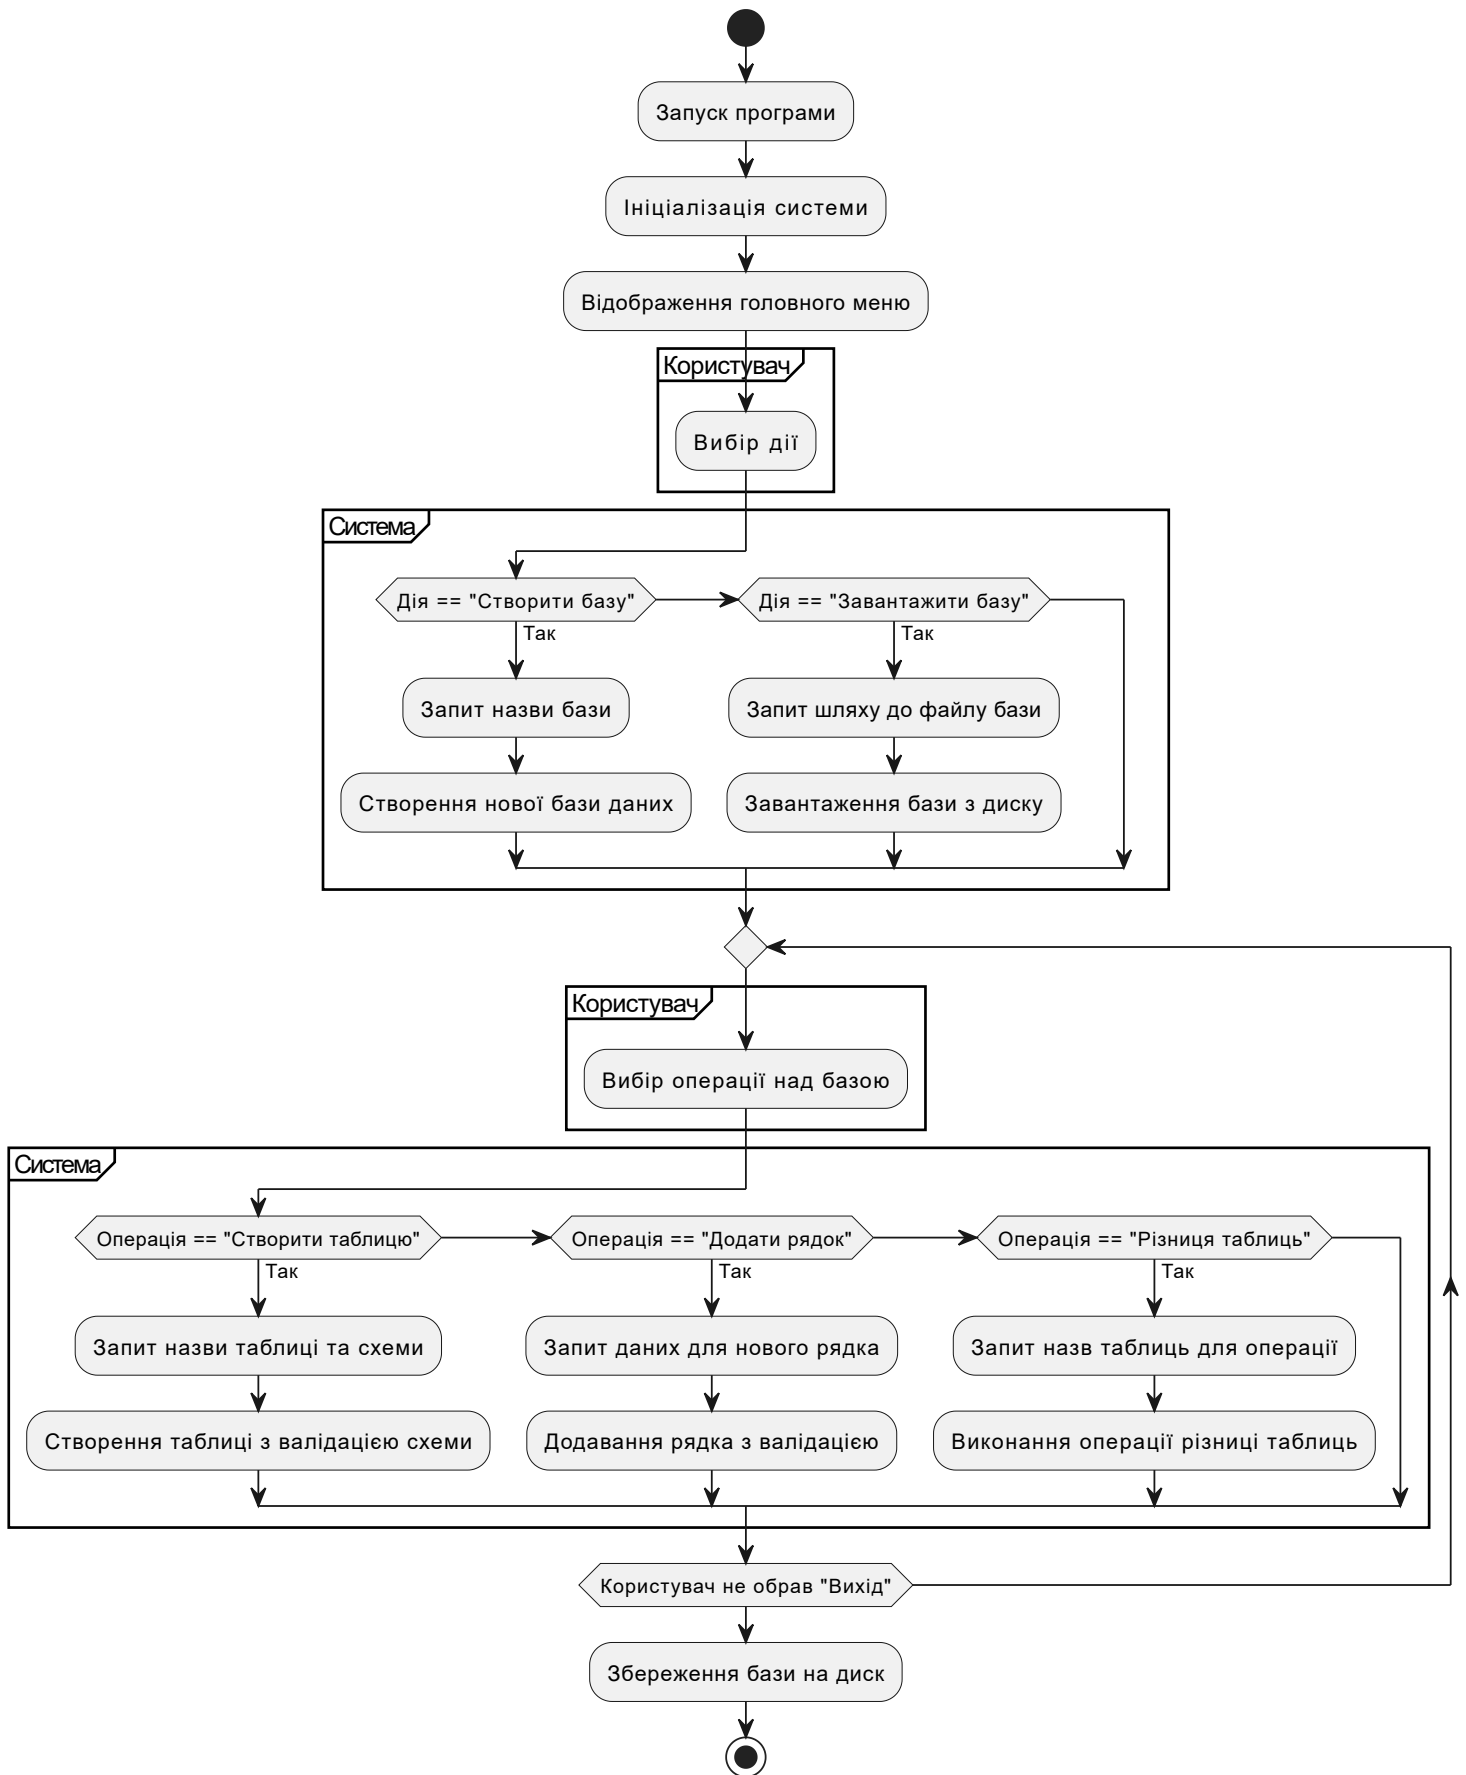 Запуск програми
Ініціалізація системи
Відображення головного меню
Користувач
Вибір дії
Система
Дія == "Створити базу"
Дія == "Завантажити базу"
Так
Так
Запит назви бази
Запит шляху до файлу бази
Створення нової бази даних
Завантаження бази з диску
Користувач
Вибір операції над базою
Система
Операція == "Створити таблицю"
Операція == "Додати рядок"
Операція == "Різниця таблиць"
Так
Так
Так
Запит назви таблиці та схеми
Запит даних для нового рядка
Запит назв таблиць для операції
Створення таблиці з валідацією схеми
Додавання рядка з валідацією
Виконання операції різниці таблиць
Користувач не обрав "Вихід"
Збереження бази на диск